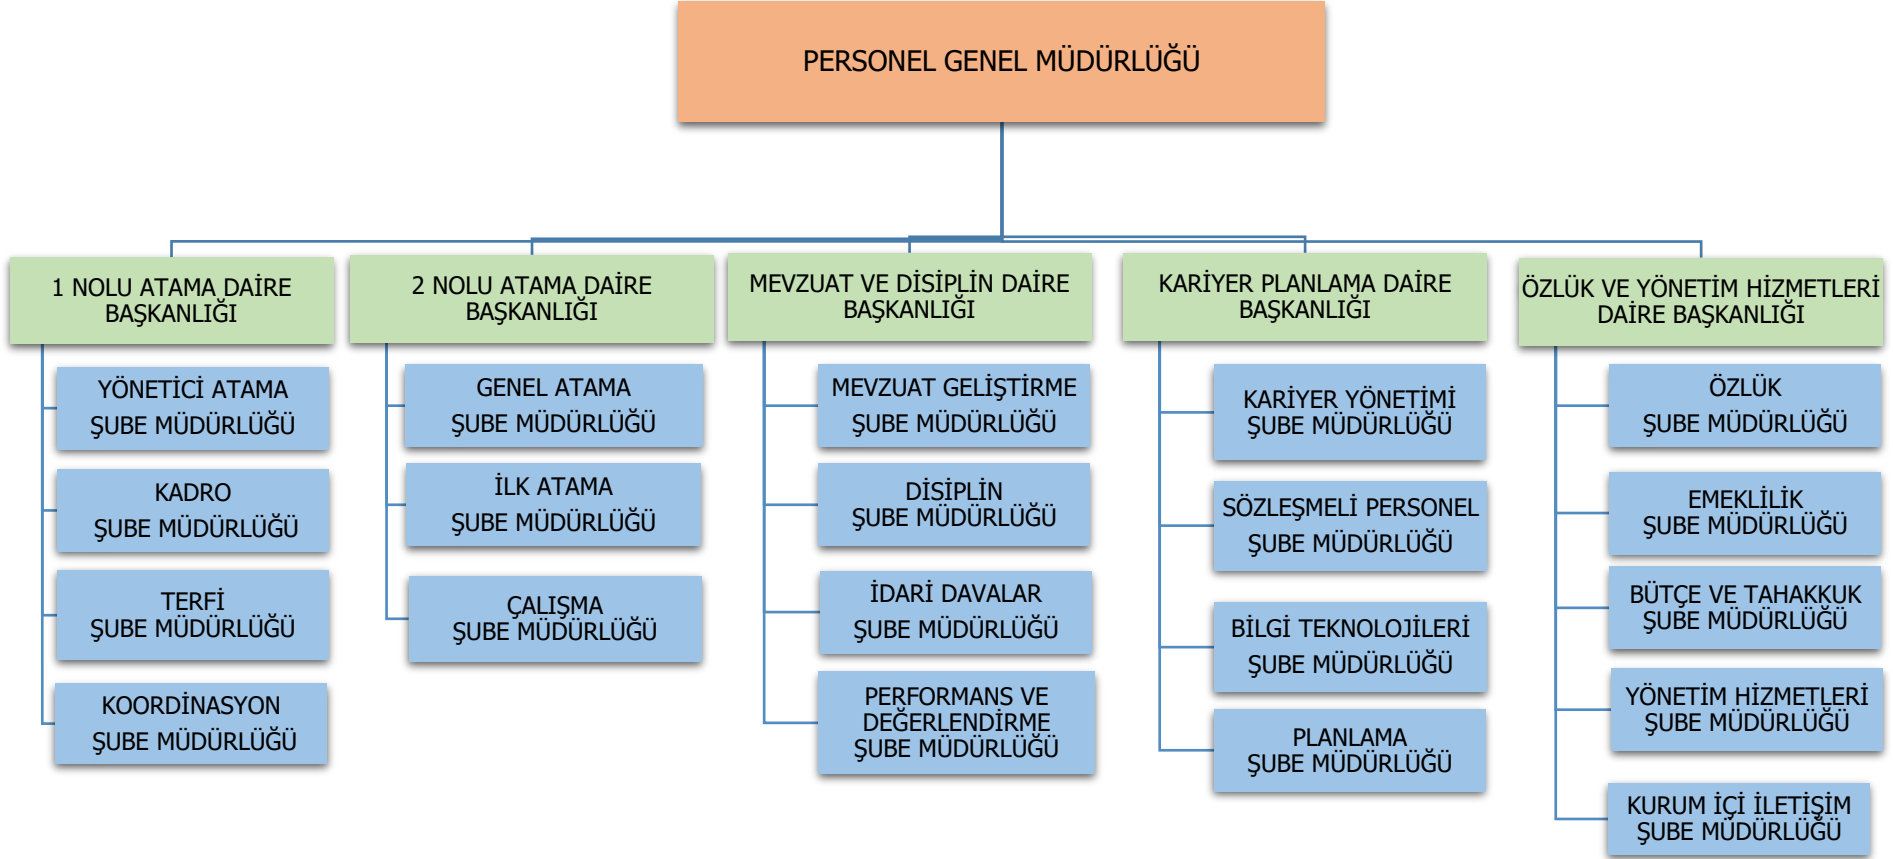 PERSONEL GENEL MÜDÜRLÜĞÜ
1 NOLU ATAMA DAİRE
BAŞKANLIĞI
YÖNETİCİ ATAMA
ŞUBE MÜDÜRLÜĞÜ
KADRO
ŞUBE MÜDÜRLÜĞÜ
TERFİ
ŞUBE MÜDÜRLÜĞÜ
KOORDİNASYON
ŞUBE MÜDÜRLÜĞÜ
2 NOLU ATAMA DAİRE
BAŞKANLIĞI
GENEL ATAMA
ŞUBE MÜDÜRLÜĞÜ
İLK ATAMA
ŞUBE MÜDÜRLÜĞÜ
ÇALIŞMA
ŞUBE MÜDÜRLÜĞÜ
MEVZUAT VE DİSİPLİN DAİRE
BAŞKANLIĞI
MEVZUAT GELİŞTİRME
ŞUBE MÜDÜRLÜĞÜ
DİSİPLİN
ŞUBE MÜDÜRLÜĞÜ
İDARİ DAVALAR
ŞUBE MÜDÜRLÜĞÜ
PERFORMANS VE
DEĞERLENDİRME
ŞUBE MÜDÜRLÜĞÜ
KARİYER PLANLAMA DAİRE
BAŞKANLIĞI
KARİYER YÖNETİMİ
ŞUBE MÜDÜRLÜĞÜ
SÖZLEŞMELİ PERSONEL
ŞUBE MÜDÜRLÜĞÜ
BİLGİ TEKNOLOJİLERİ
ŞUBE MÜDÜRLÜĞÜ
PLANLAMA
ŞUBE MÜDÜRLÜĞÜ
ÖZLÜK VE YÖNETİM HİZMETLERİ
DAİRE BAŞKANLIĞI
ÖZLÜK
ŞUBE MÜDÜRLÜĞÜ
EMEKLİLİK
ŞUBE MÜDÜRLÜĞÜ
BÜTÇE VE TAHAKKUK
ŞUBE MÜDÜRLÜĞÜ
YÖNETİM HİZMETLERİ
ŞUBE MÜDÜRLÜĞÜ
KURUM İÇİ İLETİŞİM
ŞUBE MÜDÜRLÜĞÜ